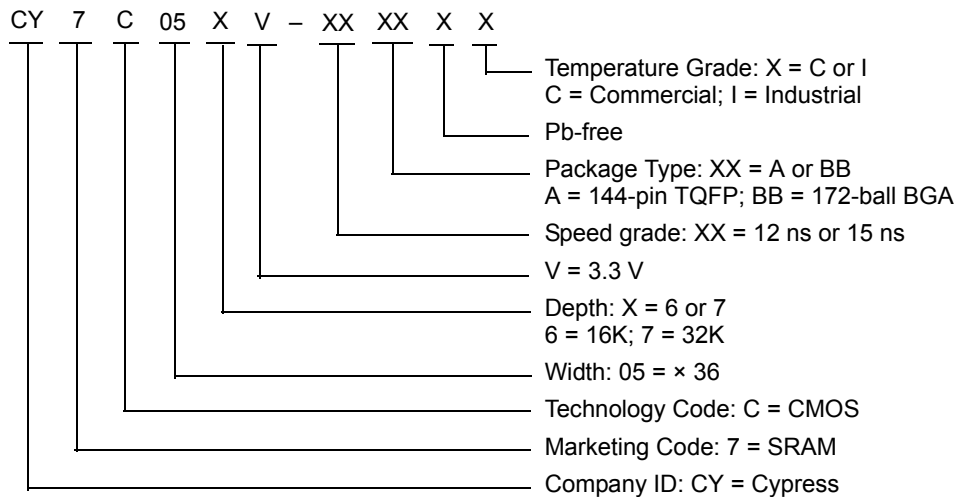 CY 7 C 05 X V – XX XX X X
Temperature Grade: X = C or I
C = Commercial; I = Industrial
Pb-free
Package Type: XX = A or BB
A = 144-pin TQFP; BB = 172-ball BGA
Speed grade: XX = 12 ns or 15 ns
V = 3.3 V
Depth: X = 6 or 7
6 = 16K; 7 = 32K
Width: 05 = × 36
Technology Code: C = CMOS
Marketing Code: 7 = SRAM
Company ID: CY = Cypress